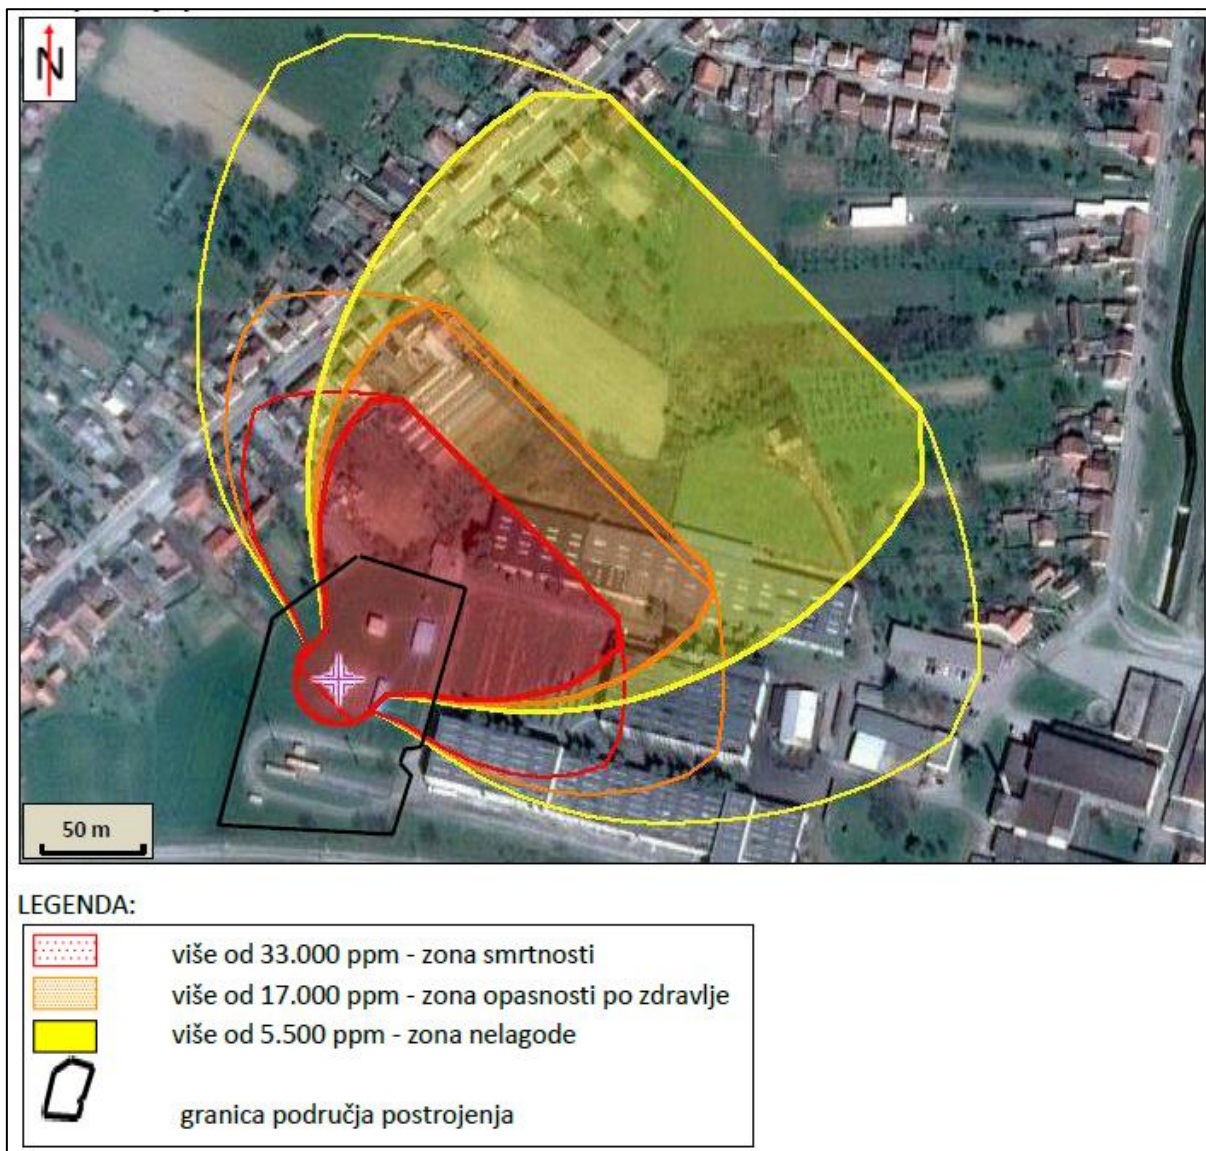 N
50 m
LEGENDA:
više od 33.000 ppm - zona smrtnosti
više od 17.000 ppm - zona opasnosti po zdravlje
više od 5.500 ppm - zona nelagode
granica područja postrojenja